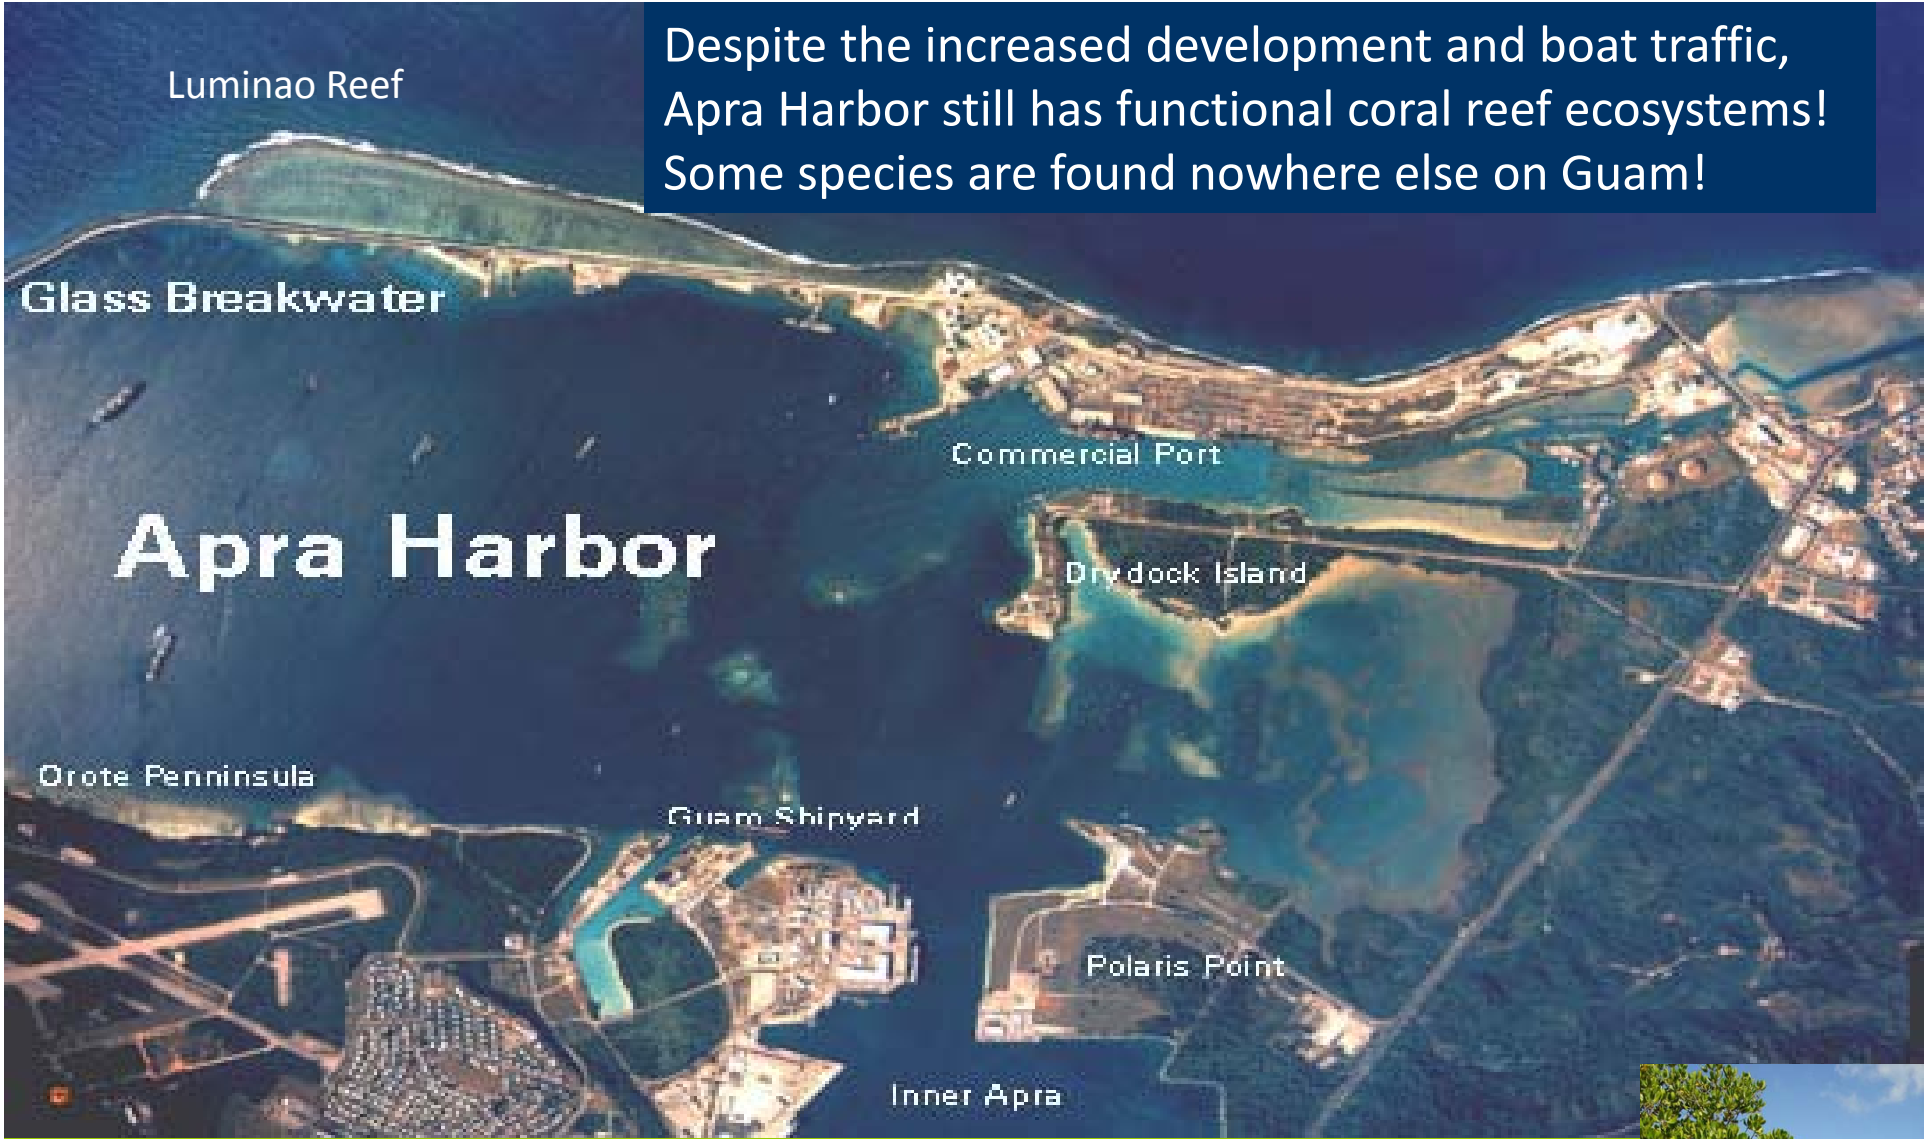 Despite the increased development and boat traffic,
Apra Harbor still has functional coral reef ecosystems!
Some species are found nowhere else on Guam!
Luminao Reef
Glass Breakwater
Commercial Port
Apra Harbor
Drydock Island
Orote Penninsula
Guam Shipyard
Polaris Point
Inner Apra